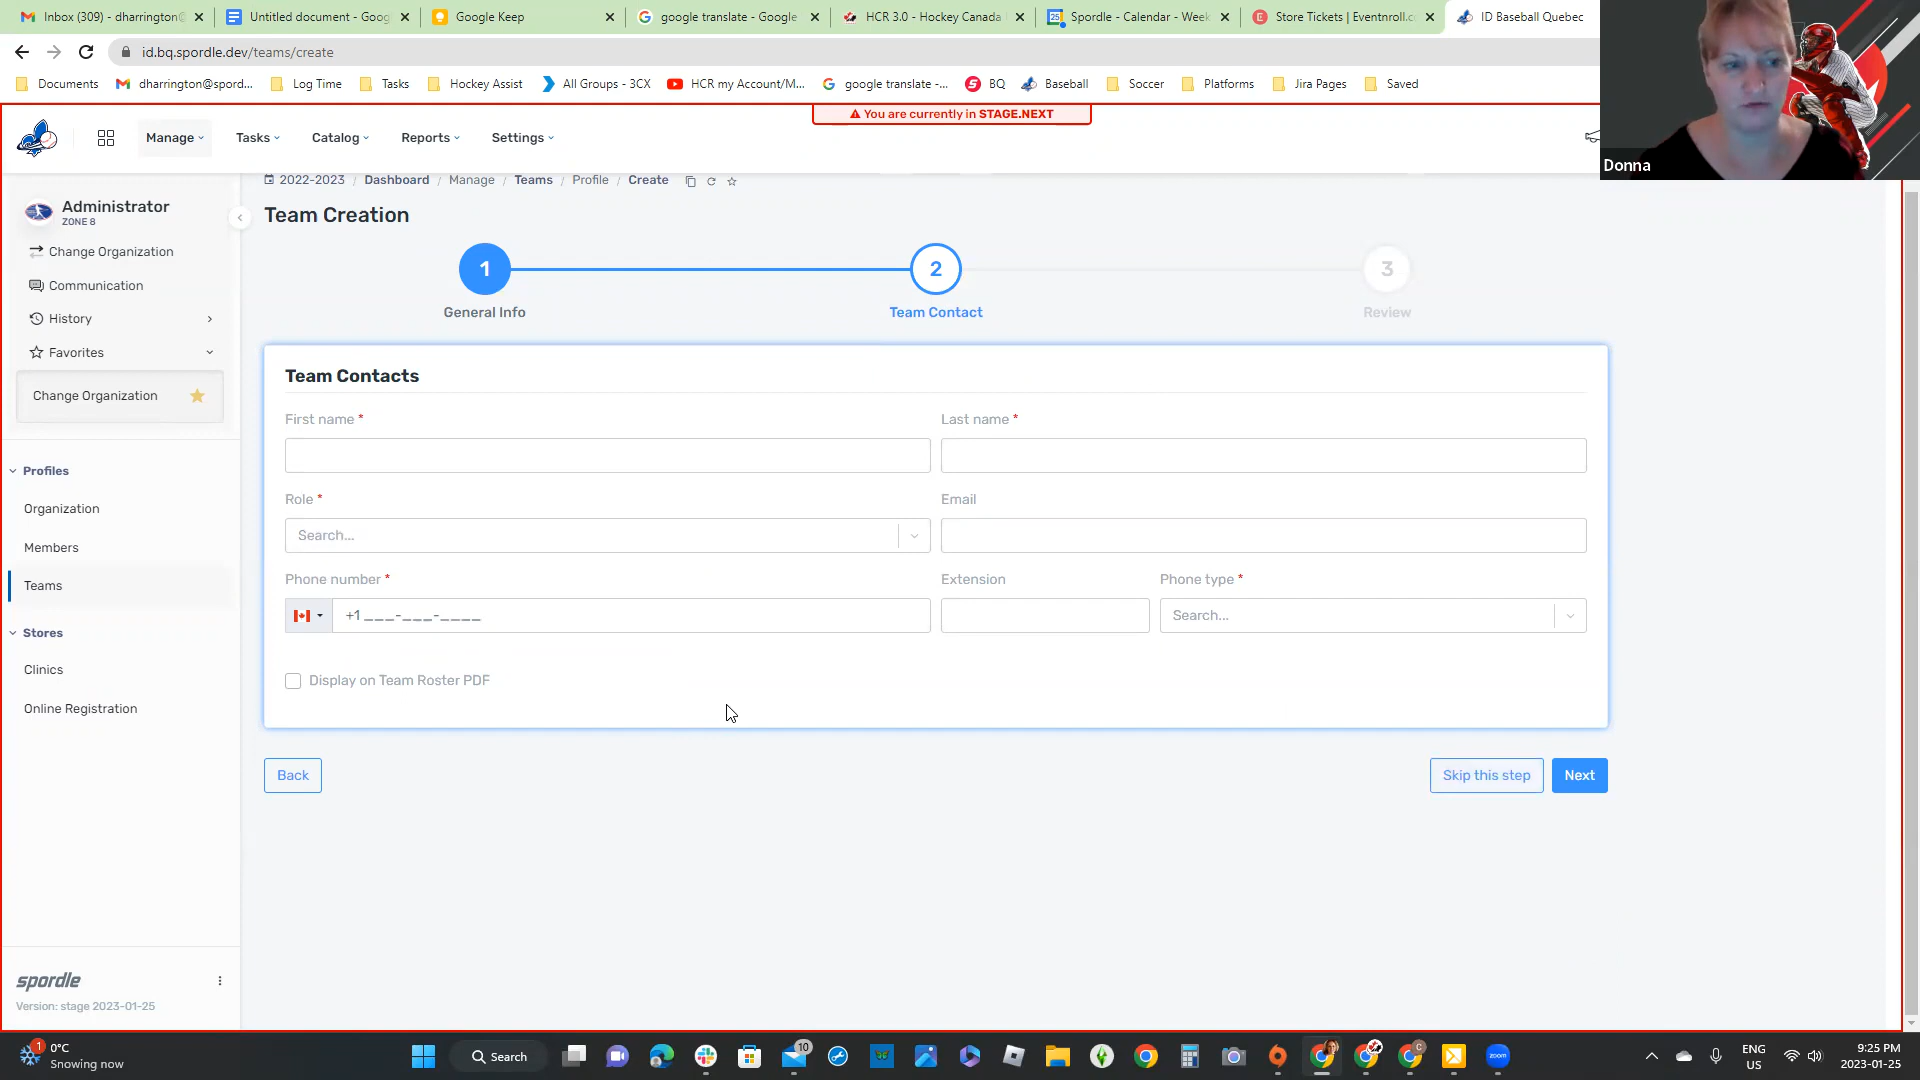 Inbox (309) - dharrington@
Untitled document - Goog
Google Keep
google translate - Google
HCR 3.0 - Hockey Canada
Spordle - Calendar - Week
Store Tickets | Eventnroll.c
ID Baseball Quebec
id.bq.spordle.dev/teams/create
Documents
dharrington@spord...
Log Time
Tasks
Hockey Assist
All Groups - 3CX
HCR my Account/M...
google translate -...
BQ
Baseball
Soccer
Platforms
Jira Pages
Saved
You are currently in STAGE.NEXT
Manage
Tasks
Catalog
Reports
Settings
Donna
2022-2023 / Dashboard / Manage / Teams / Profile / Create
Administrator
ZONE 8
Change Organization
Communication
History
Favorites
Change Organization
Profiles
Organization
Members
Teams
Stores
Clinics
Online Registration
spordle
Version: stage 2023-01-25
Team Creation
1
2
3
General Info
Team Contact
Review
Team Contacts
First name *
Last name *
Role *
Email
Search...
Phone number *
Extension
Phone type *
+1 ___-___-____
Search...
Display on Team Roster PDF
Back
Skip this step
Next
1
0°C
Snowing now
Search
10
C
zoom
ENG
US
9:25 PM
2023-01-25